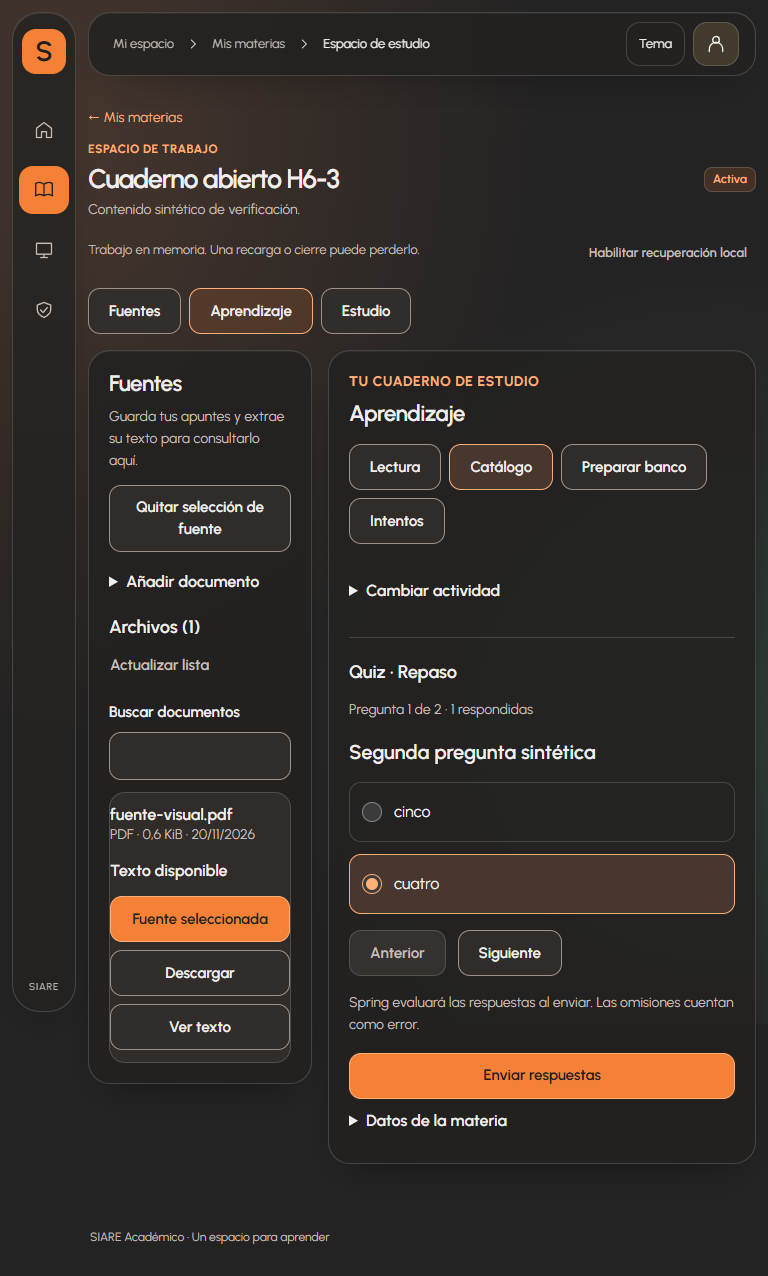 S
Mi espacio > Mis materias > Espacio de estudio
Tema
← Mis materias
ESPACIO DE TRABAJO
Cuaderno abierto H6-3
Activa
Contenido sintético de verificación.
Trabajo en memoria. Una recarga o cierre puede perderlo.
Habilitar recuperación local
Fuentes
Aprendizaje
Estudio
Fuentes
Guarda tus apuntes y extrae
su texto para consultarlo
aquí.
Quitar selección de
fuente
Añadir documento
Archivos (1)
Actualizar lista
Buscar documentos
fuente-visual.pdf
PDF · 0,6 KiB · 20/11/2026
Texto disponible
Fuente seleccionada
Descargar
Ver texto
TU CUADERNO DE ESTUDIO
Aprendizaje
Lectura
Catálogo
Preparar banco
Intentos
Cambiar actividad
Quiz · Repaso
Pregunta 1 de 2 · 1 respondidas
Segunda pregunta sintética
cinco
cuatro
Anterior
Siguiente
Spring evaluará las respuestas al enviar. Las omisiones cuentan
como error.
Enviar respuestas
Datos de la materia
SIARE
SIARE Académico · Un espacio para aprender